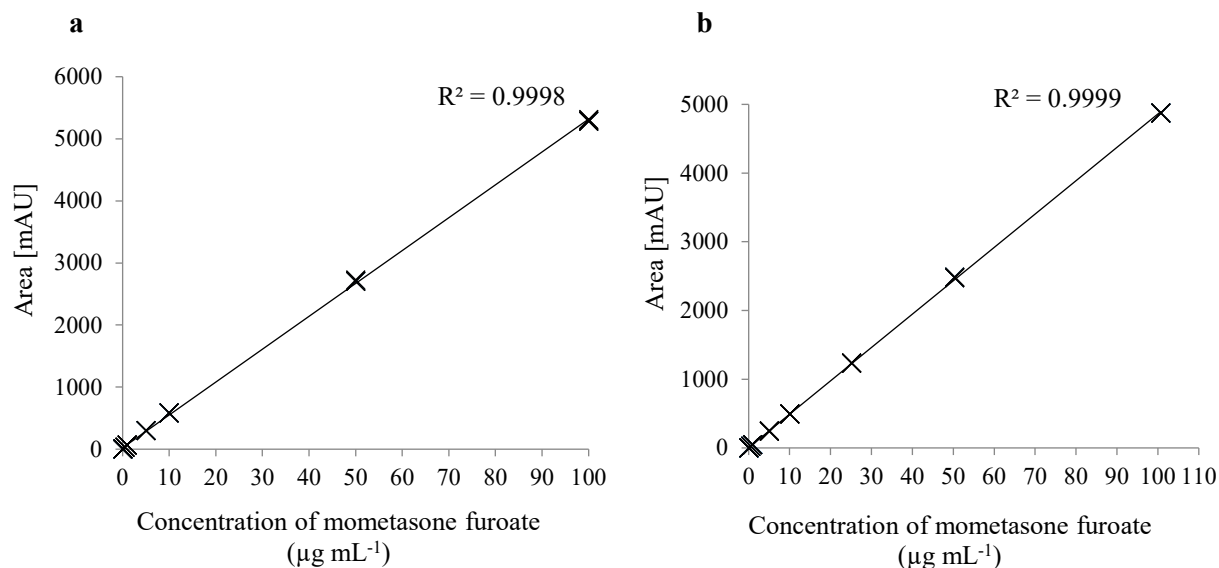 a
R² = 0.9998
6000
5000
4000
3000
2000
1000
0
Area [mAU]
0 10 20 30 40 50 60 70 80 90 100
Concentration of mometasone furoate
(µg mL⁻¹)
b
R² = 0.9999
5000
4000
3000
2000
1000
0
Area [mAU]
0 10 20 30 40 50 60 70 80 90 100 110
Concentration of mometasone furoate
(µg mL⁻¹)